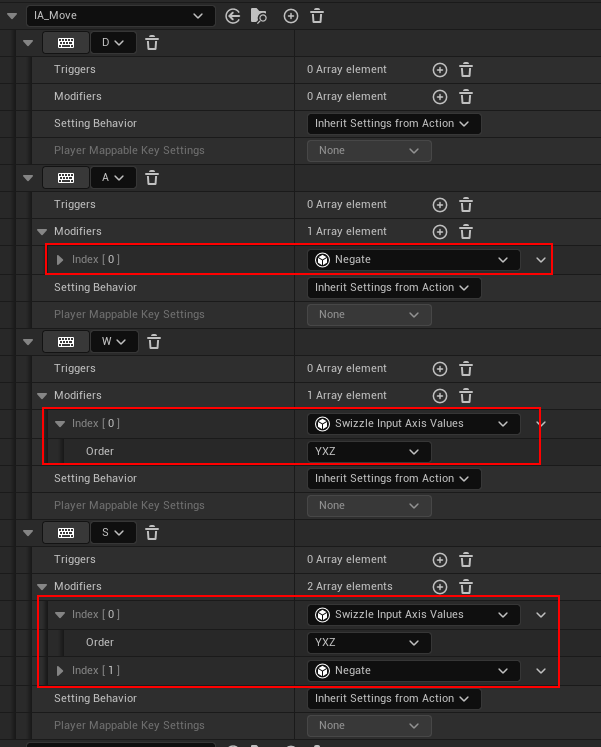 IA_Move
D
Triggers 0 Array element
Modifiers 0 Array element
Setting Behavior Inherit Settings from Action
Player Mappable Key Settings None
A
Triggers 0 Array element
Modifiers 1 Array element
Index [ 0 ] Negate
Setting Behavior Inherit Settings from Action
Player Mappable Key Settings None
W
Triggers 0 Array element
Modifiers 1 Array element
Index [ 0 ] Swizzle Input Axis Values
Order YXZ
Setting Behavior Inherit Settings from Action
Player Mappable Key Settings None
S
Triggers 0 Array element
Modifiers 2 Array elements
Index [ 0 ] Swizzle Input Axis Values
Order YXZ
Index [ 1 ] Negate
Setting Behavior Inherit Settings from Action
Player Mappable Key Settings None